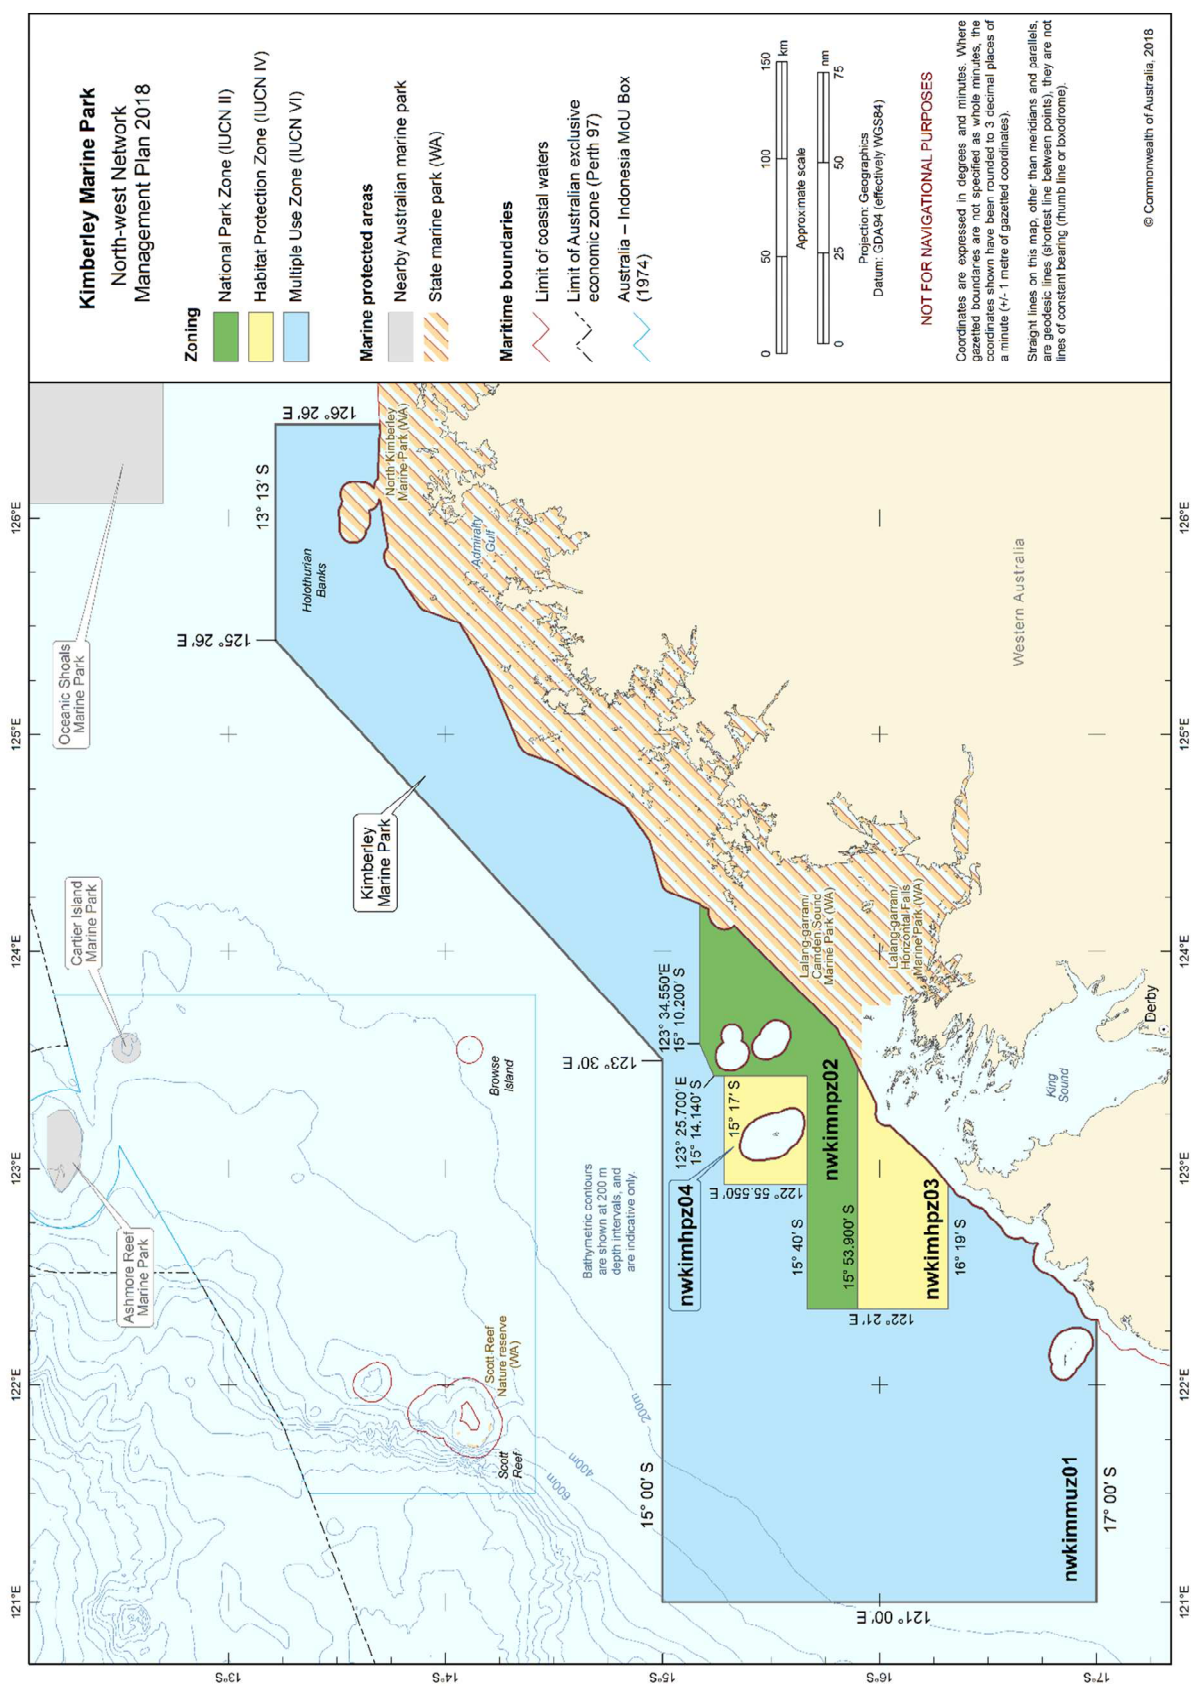 Kimberley Marine Park
North-west Network
Management Plan 2018
Zoning
National Park Zone (IUCN II)
Habitat Protection Zone (IUCN IV)
Multiple Use Zone (IUCN VI)
Marine protected areas
Nearby Australian marine park
State marine park (WA)
Maritime boundaries
Limit of coastal waters
Limit of Australian exclusive
economic zone (Perth 97)
Australia – Indonesia MoU Box
(1974)
0 50 100 150
km
Approximate scale
nm
0 25 50 75
Projection: Geographics
Datum: GDA94 (effectively WGS84)
NOT FOR NAVIGATIONAL PURPOSES
Coordinates are expressed in degrees and minutes. Where
gazetted boundaries are not specified as whole minutes, the
coordinates shown have been rounded to 3 decimal places of
a minute (+/- 1 metre of gazetted coordinates).
Straight lines on this map, other than meridians and parallels,
are geodesic lines (shortest line between points), they are not
lines of constant bearing (rhumb line or loxodrome).
© Commonwealth of Australia, 2018
121°E
122°E
123°E
124°E
125°E
126°E
13°S
14°S
15°S
16°S
17°S
121°E
122°E
123°E
124°E
125°E
126°E
Ashmore Reef
Marine Park
Cartier Island
Marine Park
Oceanic Shoals
Marine Park
Kimberley
Marine Park
13° 13' S
125° 26' E
126° 26' E
Holothurian
Banks
North Kimberley
Marine Park (WA)
Admiralty
Gulf
Browse
Island
Scott Reef
Nature reserve
(WA)
Scott
Reef
Bathymetric contours
are shown at 200 m
depth intervals, and
are indicative only.
200m
400m
600m
15° 00' S
123° 30' E
123° 34.550'E
15° 10.200' S
123° 25.700' E
15° 14.140' S
15° 17' S
122° 55.550' E
nwkimhpz04
15° 40' S
nwkimnpz02
15° 53.900' S
122° 21' E
nwkimhpz03
16° 19' S
Lalang-garram/
Camden Sound
Marine Park (WA)
Lalang-garram/
Horizontal Falls
Marine Park (WA)
Western Australia
King
Sound
Derby
121° 00' E
nwkimmuz01
17° 00' S